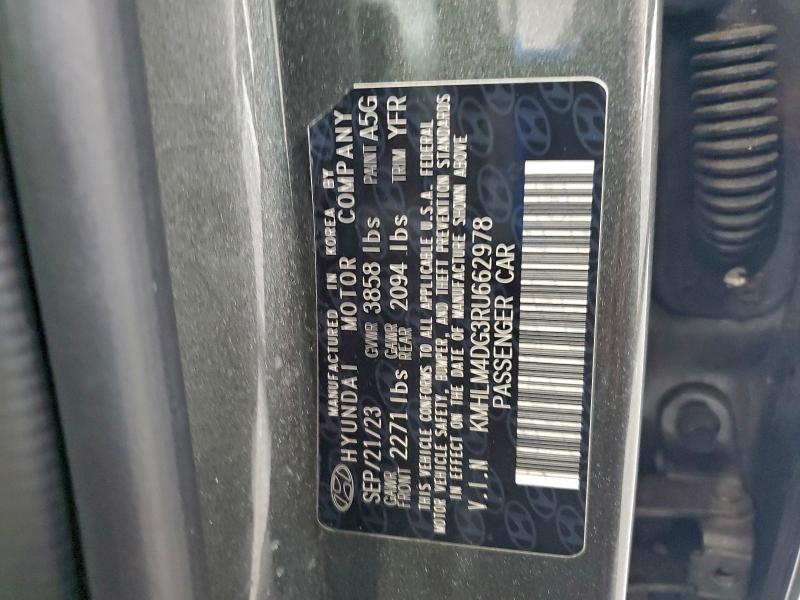 MANUFACTURED IN KOREA BY
HYUNDAI MOTOR COMPANY
SEP/21/23 GVWR 3858 lbs PAINT A5G
GAWR FRONT 2271 lbs GAWR REAR 2094 lbs TRIM YFR
THIS VEHICLE CONFORMS TO ALL APPLICABLE U.S.A. FEDERAL
MOTOR VEHICLE SAFETY, BUMPER, AND THEFT PREVENTION STANDARDS
IN EFFECT ON THE DATE OF MANUFACTURE SHOWN ABOVE
V.I.N KMHLM4DG3RU662978
PASSENGER CAR